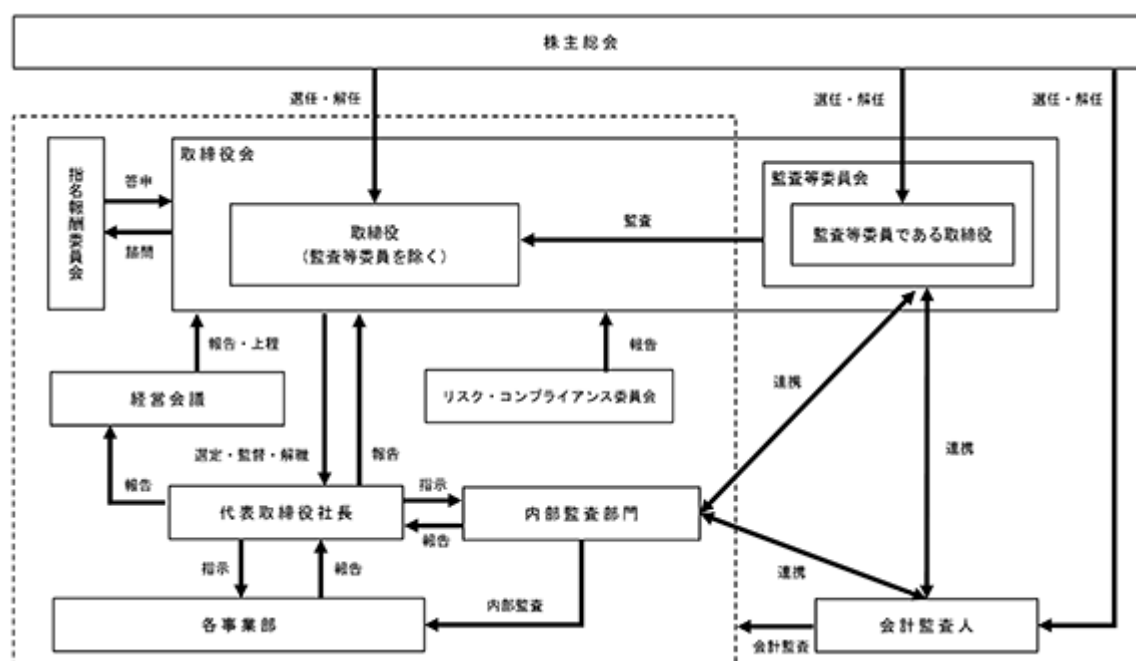 株主総会
選任・解任
選任・解任
選任・解任
取締役会
監査等委員会
指名報酬委員会
答申
諮問
取締役
(監査等委員を除く)
監査
監査等委員である取締役
報告・上程
報告
経営会議
リスク・コンプライアンス委員会
連携
選定・監督・解職
報告
連携
報告
代表取締役社長
指示
報告
内部監査部門
指示
報告
連携
内部監査
各事業部
会計監査
会計監査人